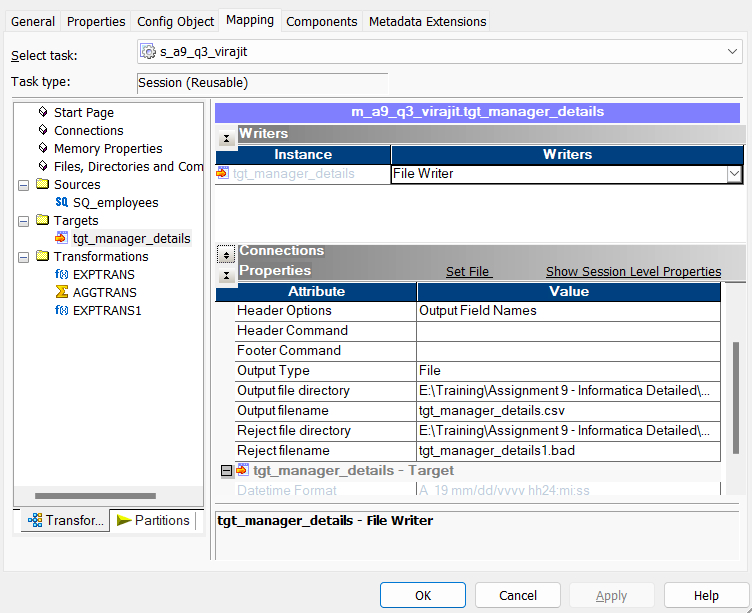 General Properties Config Object Mapping Components Metadata Extensions
Select task: s_a9_q3_virajit
Task type: Session (Reusable)
Start Page
Connections
Memory Properties
Files, Directories and Com
Sources
SQ SQ_employees
Targets
tgt_manager_details
Transformations
f(x) EXPTRANS
Σ AGGTRANS
f(x) EXPTRANS1
Transfor... Partitions
m_a9_q3_virajit.tgt_manager_details
Writers
Instance Writers
tgt_manager_details File Writer
Connections
Properties Set File Show Session Level Properties
Attribute Value
Header Options Output Field Names
Header Command
Footer Command
Output Type File
Output file directory E:\Training\Assignment 9 - Informatica Detailed\...
Output filename tgt_manager_details.csv
Reject file directory E:\Training\Assignment 9 - Informatica Detailed\...
Reject filename tgt_manager_details1.bad
tgt_manager_details - Target
Datetime Format A 19 mm/dd/yyyy hh24:mi:ss
tgt_manager_details - File Writer
OK Cancel Apply Help